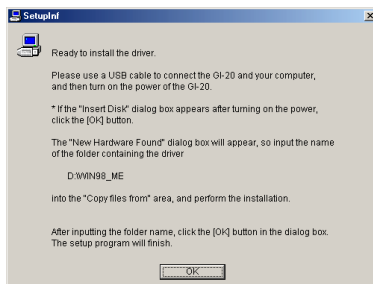 SetupInf
Ready to install the driver.
Please use a USB cable to connect the GI-20 and your computer,
and then turn on the power of the GI-20.
* If the "Insert Disk" dialog box appears after turning on the power,
click the [OK] button.
The "New Hardware Found" dialog box will appear, so input the name
of the folder containing the driver
D:\WIN98_ME
into the "Copy files from" area, and perform the installation.
After inputting the folder name, click the [OK] button in the dialog box.
The setup program will finish.
OK